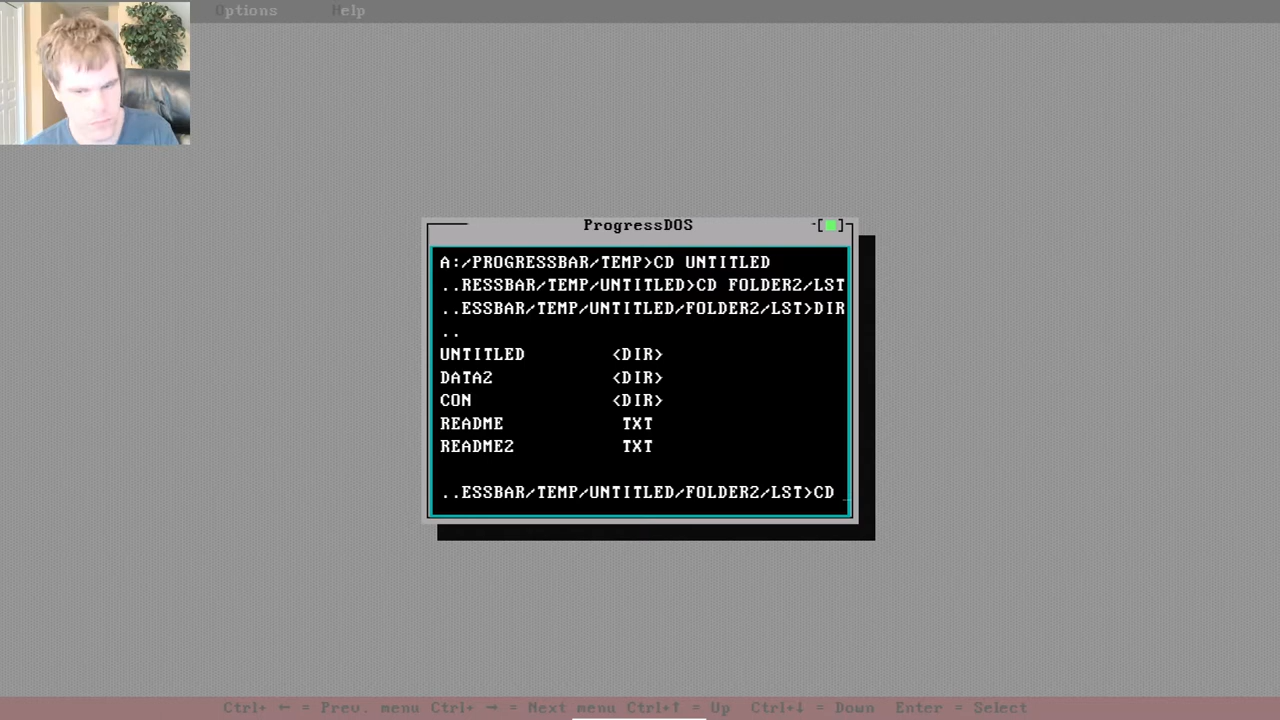 Options Help
ProgressDOS
A:/PROGRESSBAR/TEMP>CD UNTITLED
..RESSBAR/TEMP/UNTITLED>CD FOLDER2/LST
..ESSBAR/TEMP/UNTITLED/FOLDER2/LST>DIR
..
UNTITLED <DIR>
DATA2 <DIR>
CON <DIR>
README TXT
README2 TXT
..ESSBAR/TEMP/UNTITLED/FOLDER2/LST>CD _
Ctrl+ ← = Prev. menu Ctrl+ → = Next menu Ctrl+↑ = Up Ctrl+↓ = Down Enter = Select